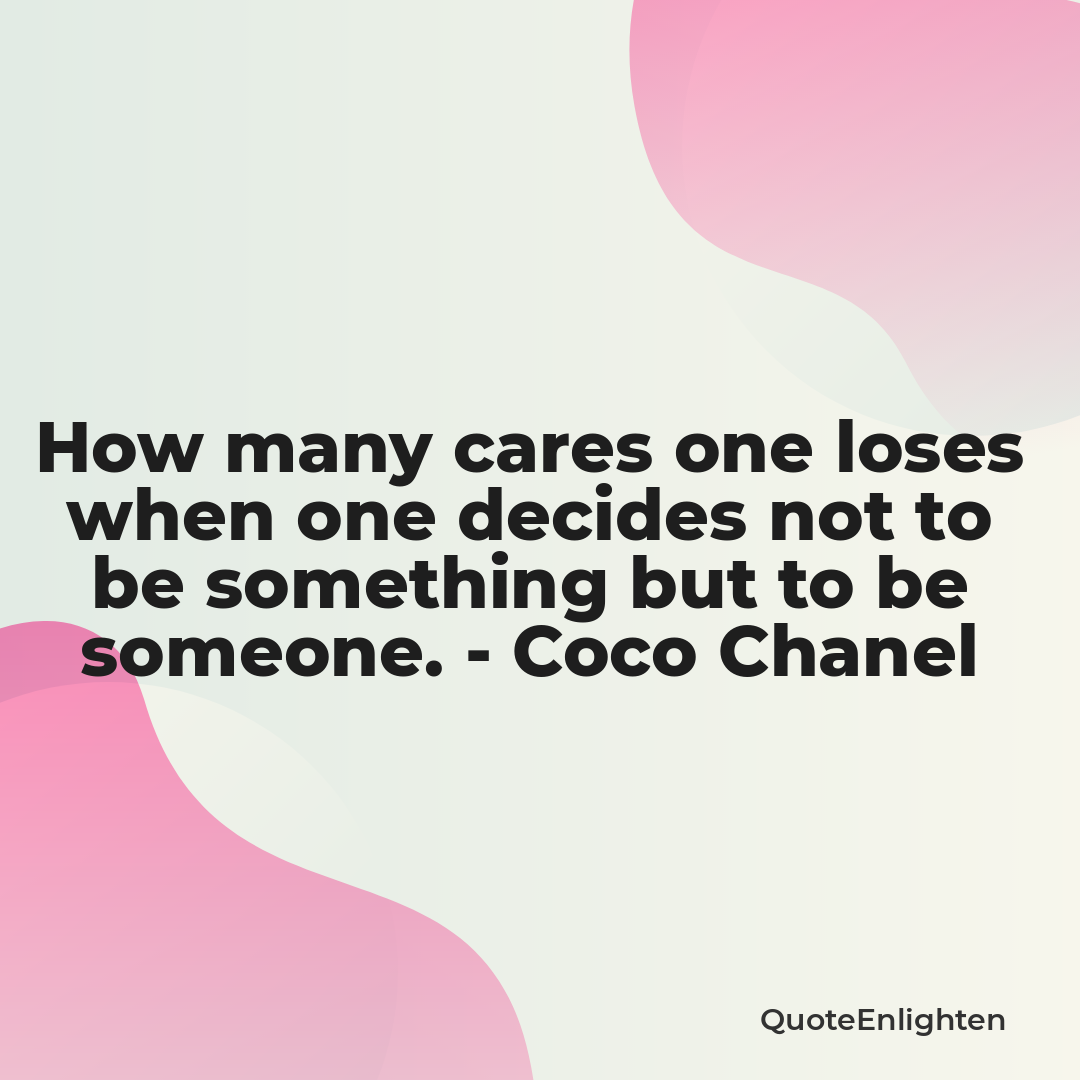 How many cares one loses
when one decides not to
be something but to be
someone. - Coco Chanel
QuoteEnlighten